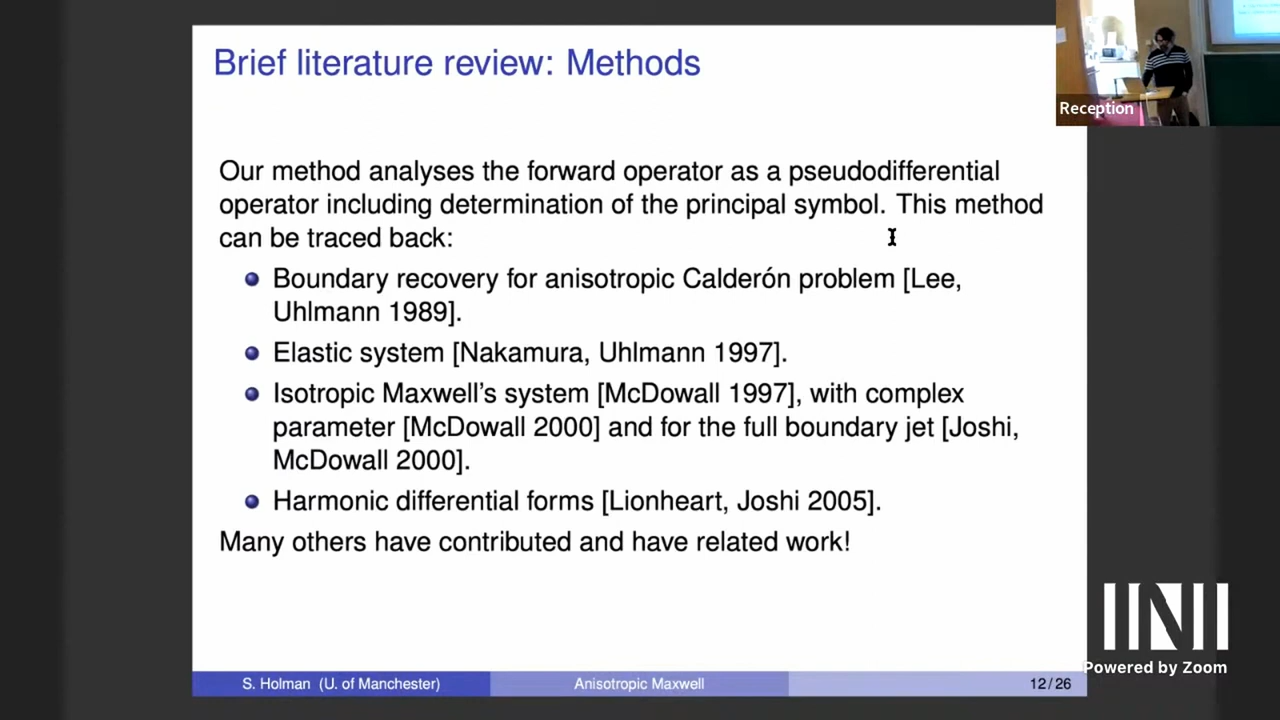 Brief literature review: Methods
Reception
Our method analyses the forward operator as a pseudodifferential
operator including determination of the principal symbol. This method
can be traced back:
Boundary recovery for anisotropic Calderón problem [Lee,
Uhlmann 1989].
Elastic system [Nakamura, Uhlmann 1997].
Isotropic Maxwell's system [McDowall 1997], with complex
parameter [McDowall 2000] and for the full boundary jet [Joshi,
McDowall 2000].
Harmonic differential forms [Lionheart, Joshi 2005].
Many others have contributed and have related work!
Powered by Zoom
S. Holman (U. of Manchester)
Anisotropic Maxwell
12/26